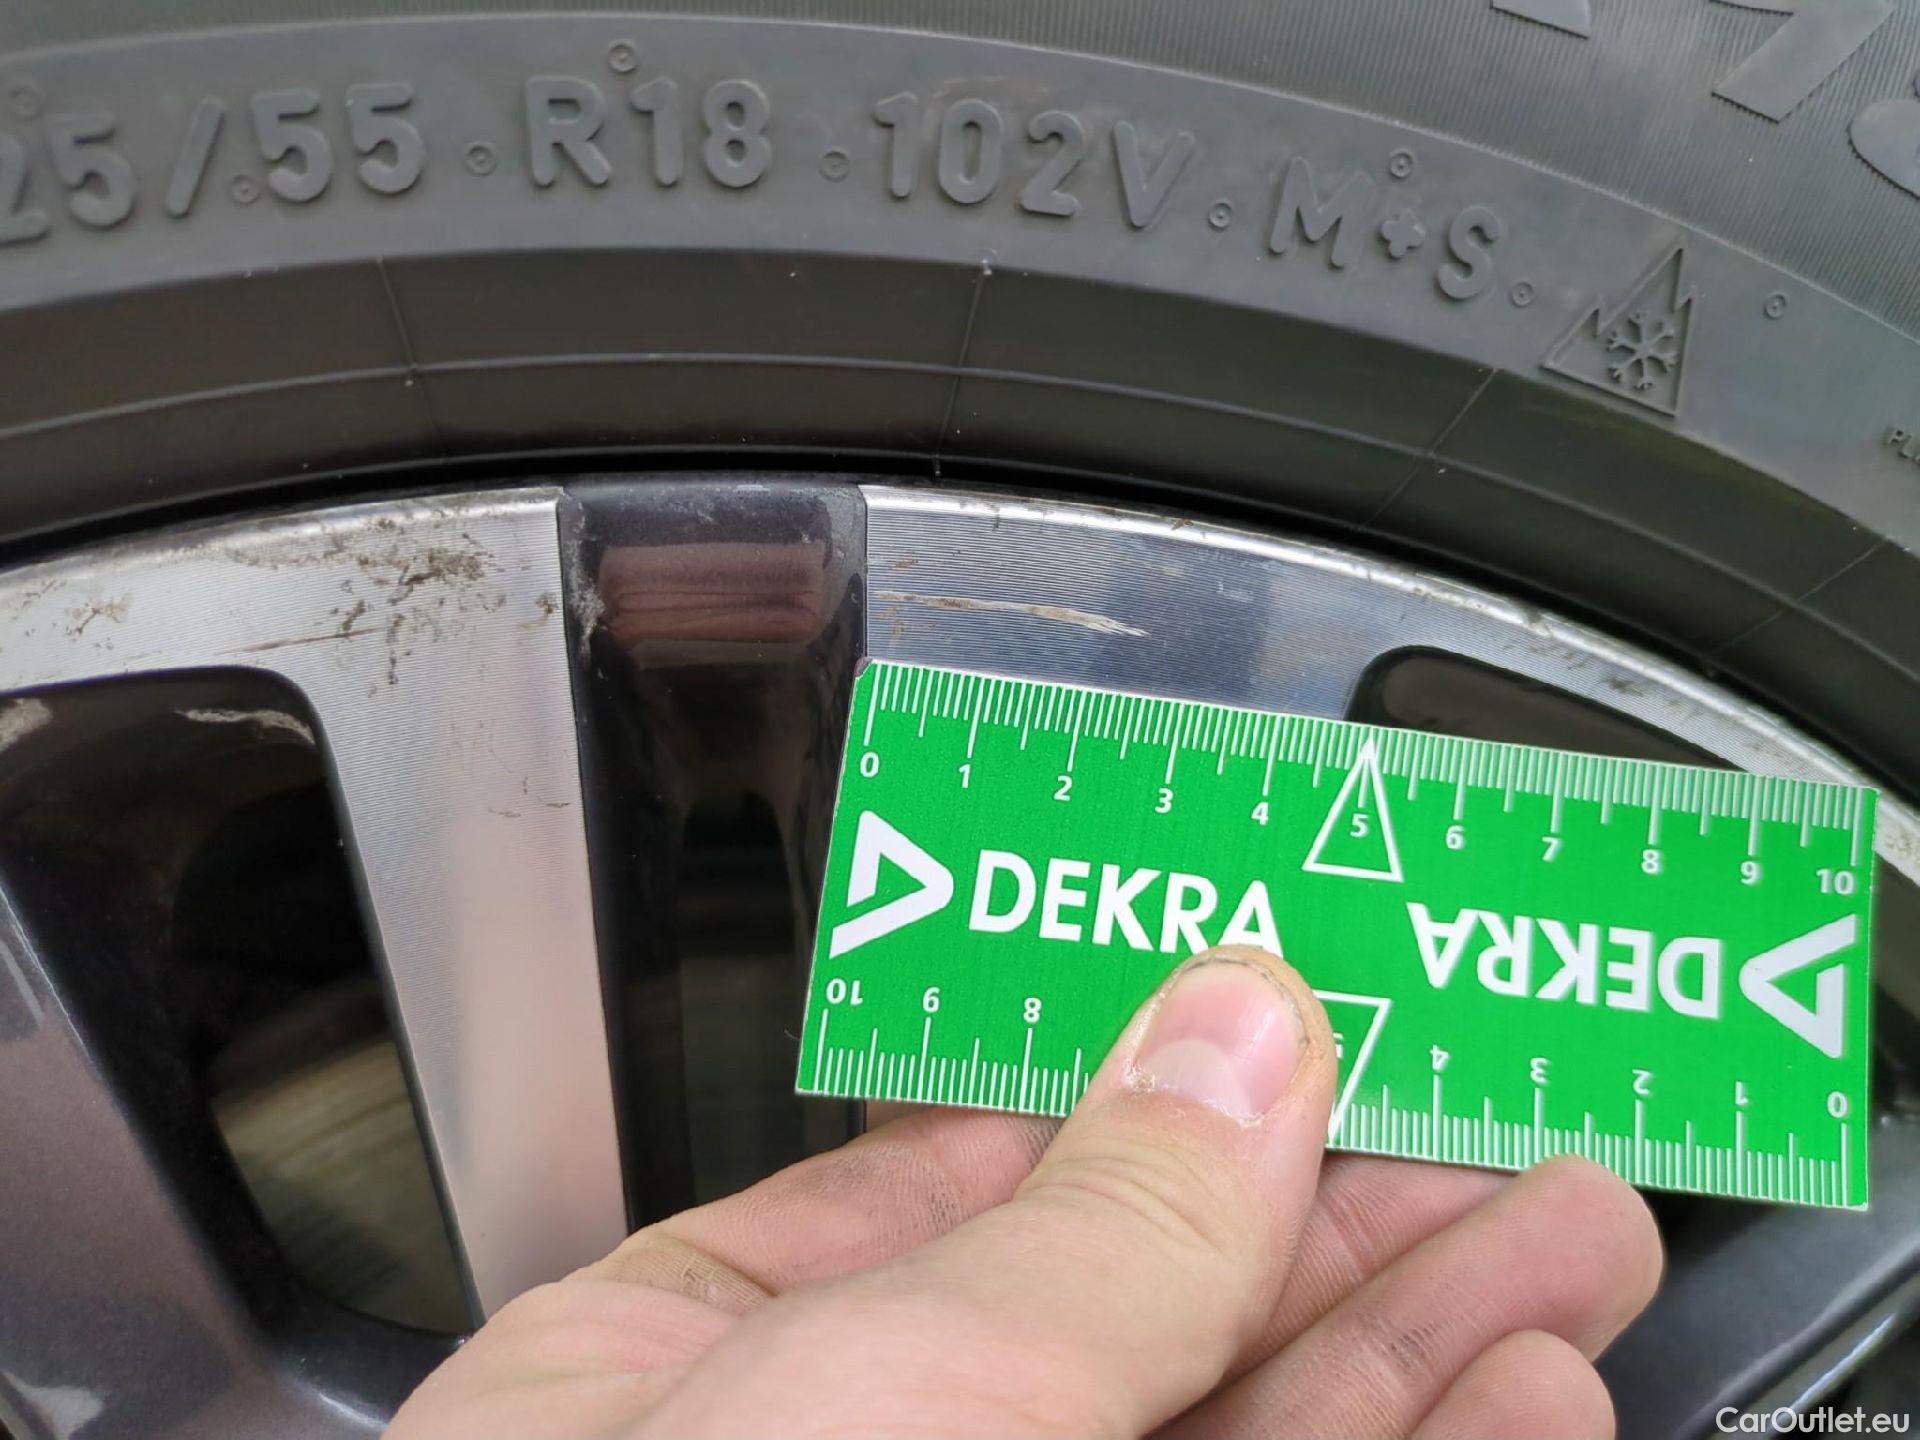 25/55 R18 102V M+S
0 1 2 3 4 5 6 7 8 9 10
DEKRA
DEKRA
10 9 8 5 4 3 2 1 0
CarOutlet.eu